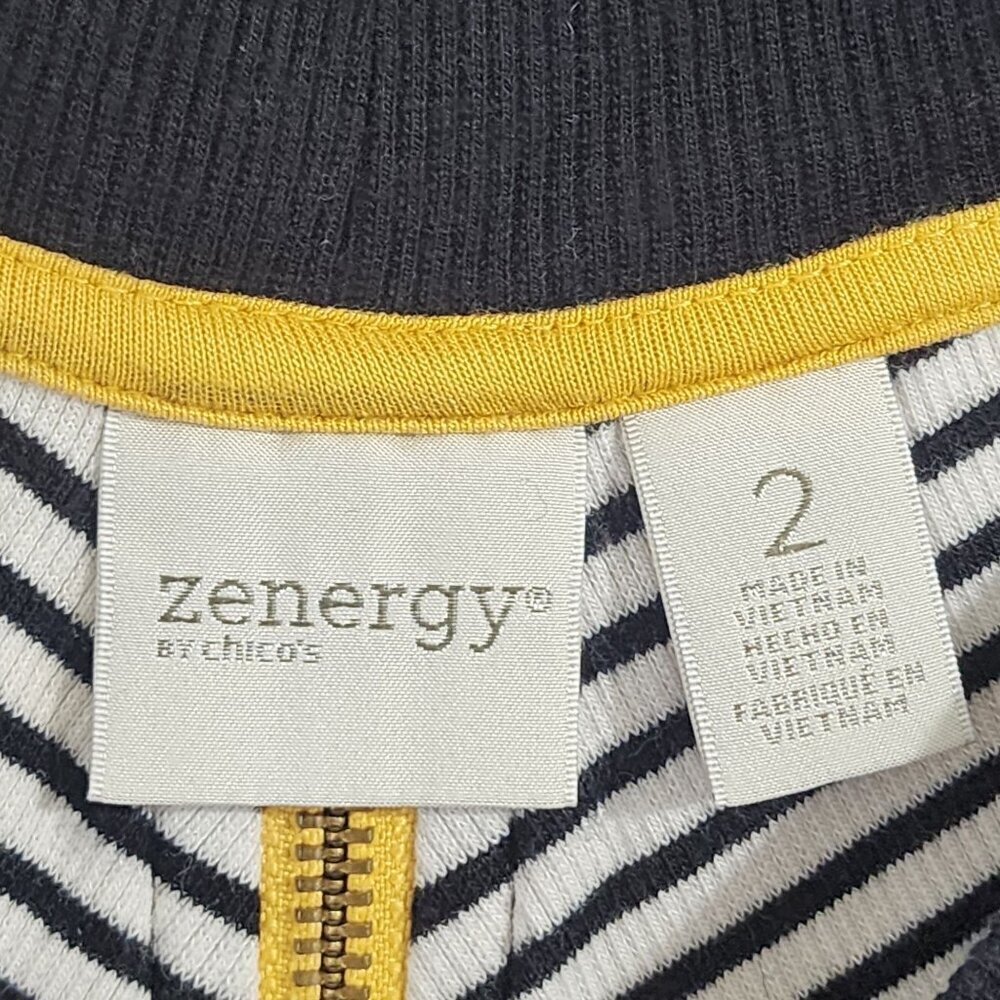 zenergy®
BY chico's
2
MADE IN
VIETNAM
HECHO EN
VIETNAM
FABRIQUÉ EN
VIETNAM